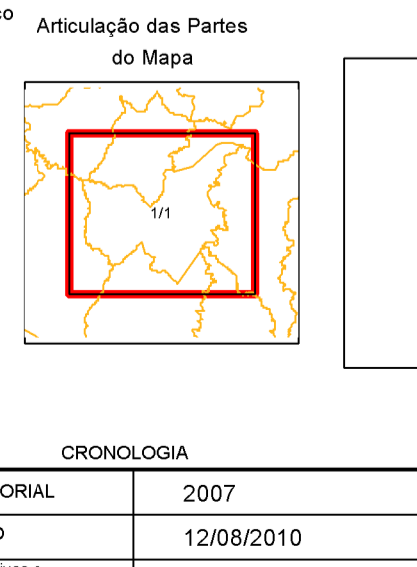 Articulação das Partes
do Mapa
1/1
CRONOLOGIA
ORIAL 2007
12/08/2010